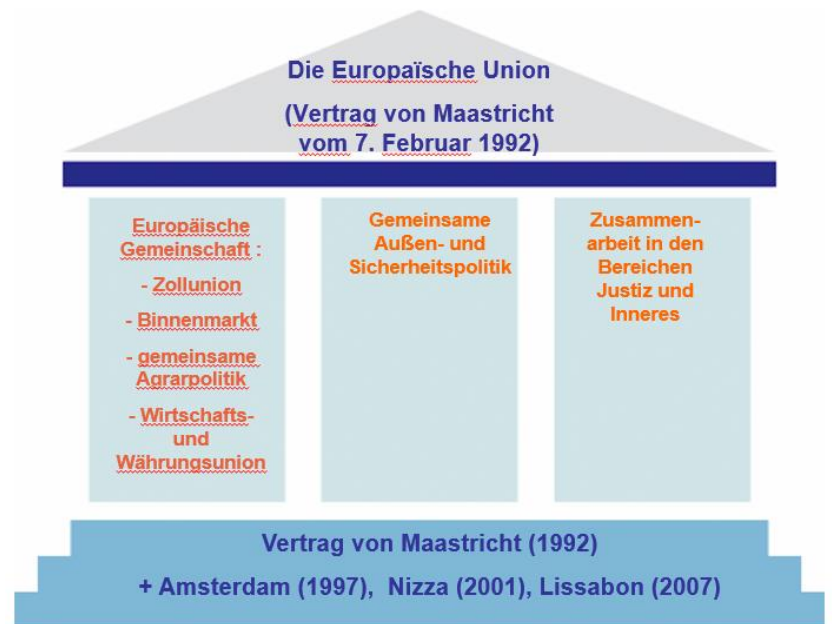 Die Europaïsche Union
(Vertrag von Maastricht
vom 7. Februar 1992)
Europäische
Gemeinschaft :
- Zollunion
- Binnenmarkt
- gemeinsame
Agrarpolitik
- Wirtschafts-
und
Währungsunion
Gemeinsame
Außen- und
Sicherheitspolitik
Zusammen-
arbeit in den
Bereichen
Justiz und
Inneres
Vertrag von Maastricht (1992)
+ Amsterdam (1997), Nizza (2001), Lissabon (2007)